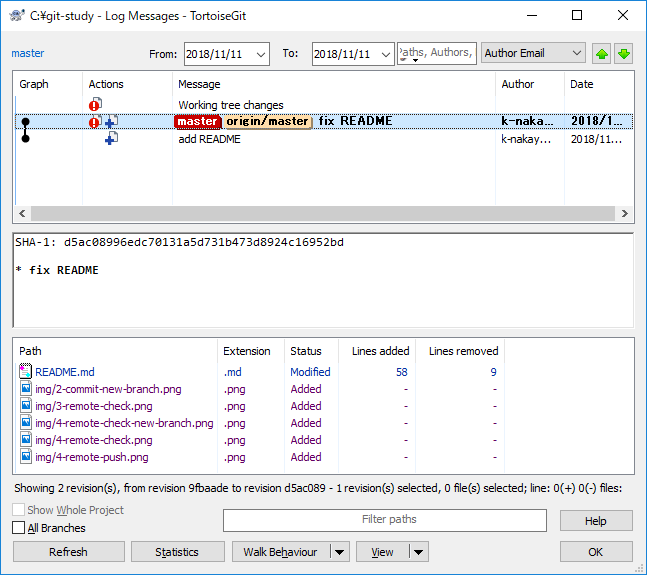 C:¥git-study - Log Messages - TortoiseGit
master From: 2018/11/11 To: 2018/11/11 Paths, Authors, Author Email
Graph Actions Message Author Date
Working tree changes
master origin/master fix README k-naka... 2018/1...
add README k-nakay... 2018/11...
SHA-1: d5ac08996edc70131a5d731b473d8924c16952bd
* fix README
Path Extension Status Lines added Lines removed
README.md .md Modified 58 9
img/2-commit-new-branch.png .png Added - -
img/3-remote-check.png .png Added - -
img/4-remote-check-new-branch.png .png Added - -
img/4-remote-check.png .png Added - -
img/4-remote-push.png .png Added - -
Showing 2 revision(s), from revision 9fbaade to revision d5ac089 - 1 revision(s) selected, 0 file(s) selected; line: 0(+) 0(-) files:
Show Whole Project
All Branches
Filter paths
Help
Refresh Statistics Walk Behaviour View OK